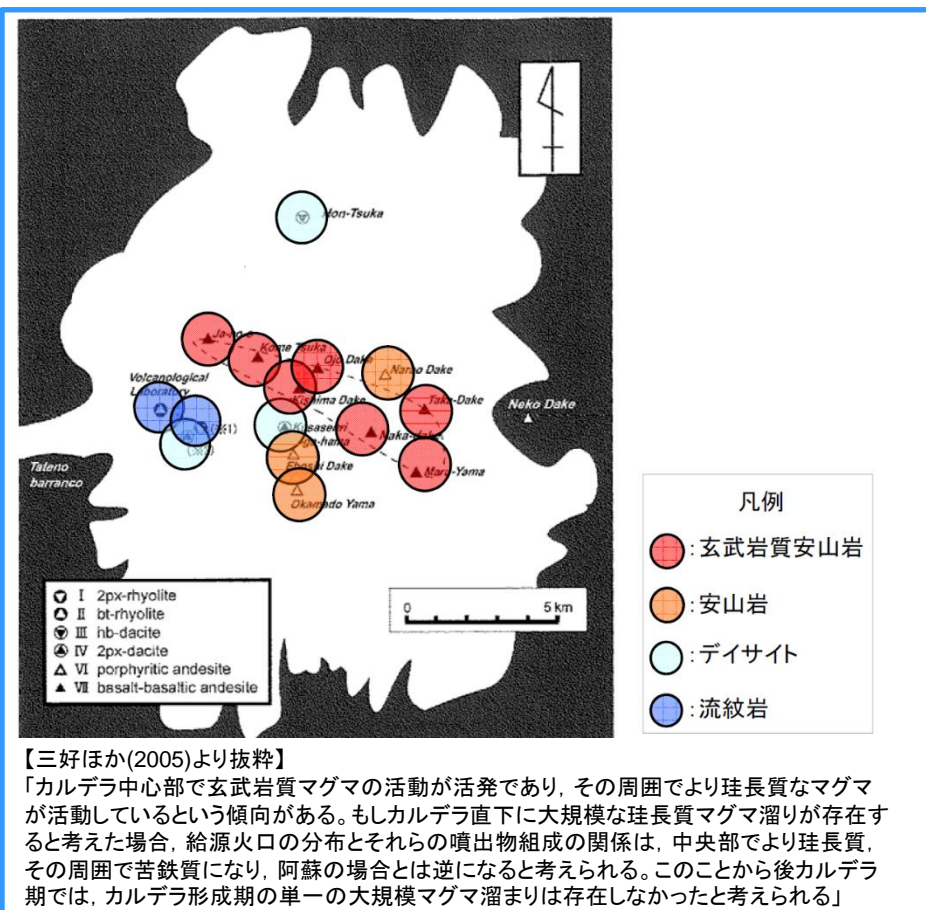 Hon-Tsuka
Kome Tsuka
Ojo Dake
Narao Dake
Volcanological
Laboratory
Kishima Dake
Taka-Dake
Neko Dake
(※1)
Kusasenri
Naka-Dake
Eboshi Dake
Maru-Yama
Tateno
barranco
Okamado Yama
凡例
:玄武岩質安山岩
:安山岩
:デイサイト
:流紋岩
I 2px-rhyolite
II bt-rhyolite
III hb-dacite
IV 2px-dacite
VI porphyritic andesite
VII basalt-basaltic andesite
0 5 km
【三好ほか(2005)より抜粋】
「カルデラ中心部で玄武岩質マグマの活動が活発であり,その周囲でより珪長質なマグマ
が活動しているという傾向がある。もしカルデラ直下に大規模な珪長質マグマ溜りが存在す
ると考えた場合,給源火口の分布とそれらの噴出物組成の関係は,中央部でより珪長質,
その周囲で苦鉄質になり,阿蘇の場合とは逆になると考えられる。このことから後カルデラ
期では,カルデラ形成期の単一の大規模マグマ溜まりは存在しなかったと考えられる」